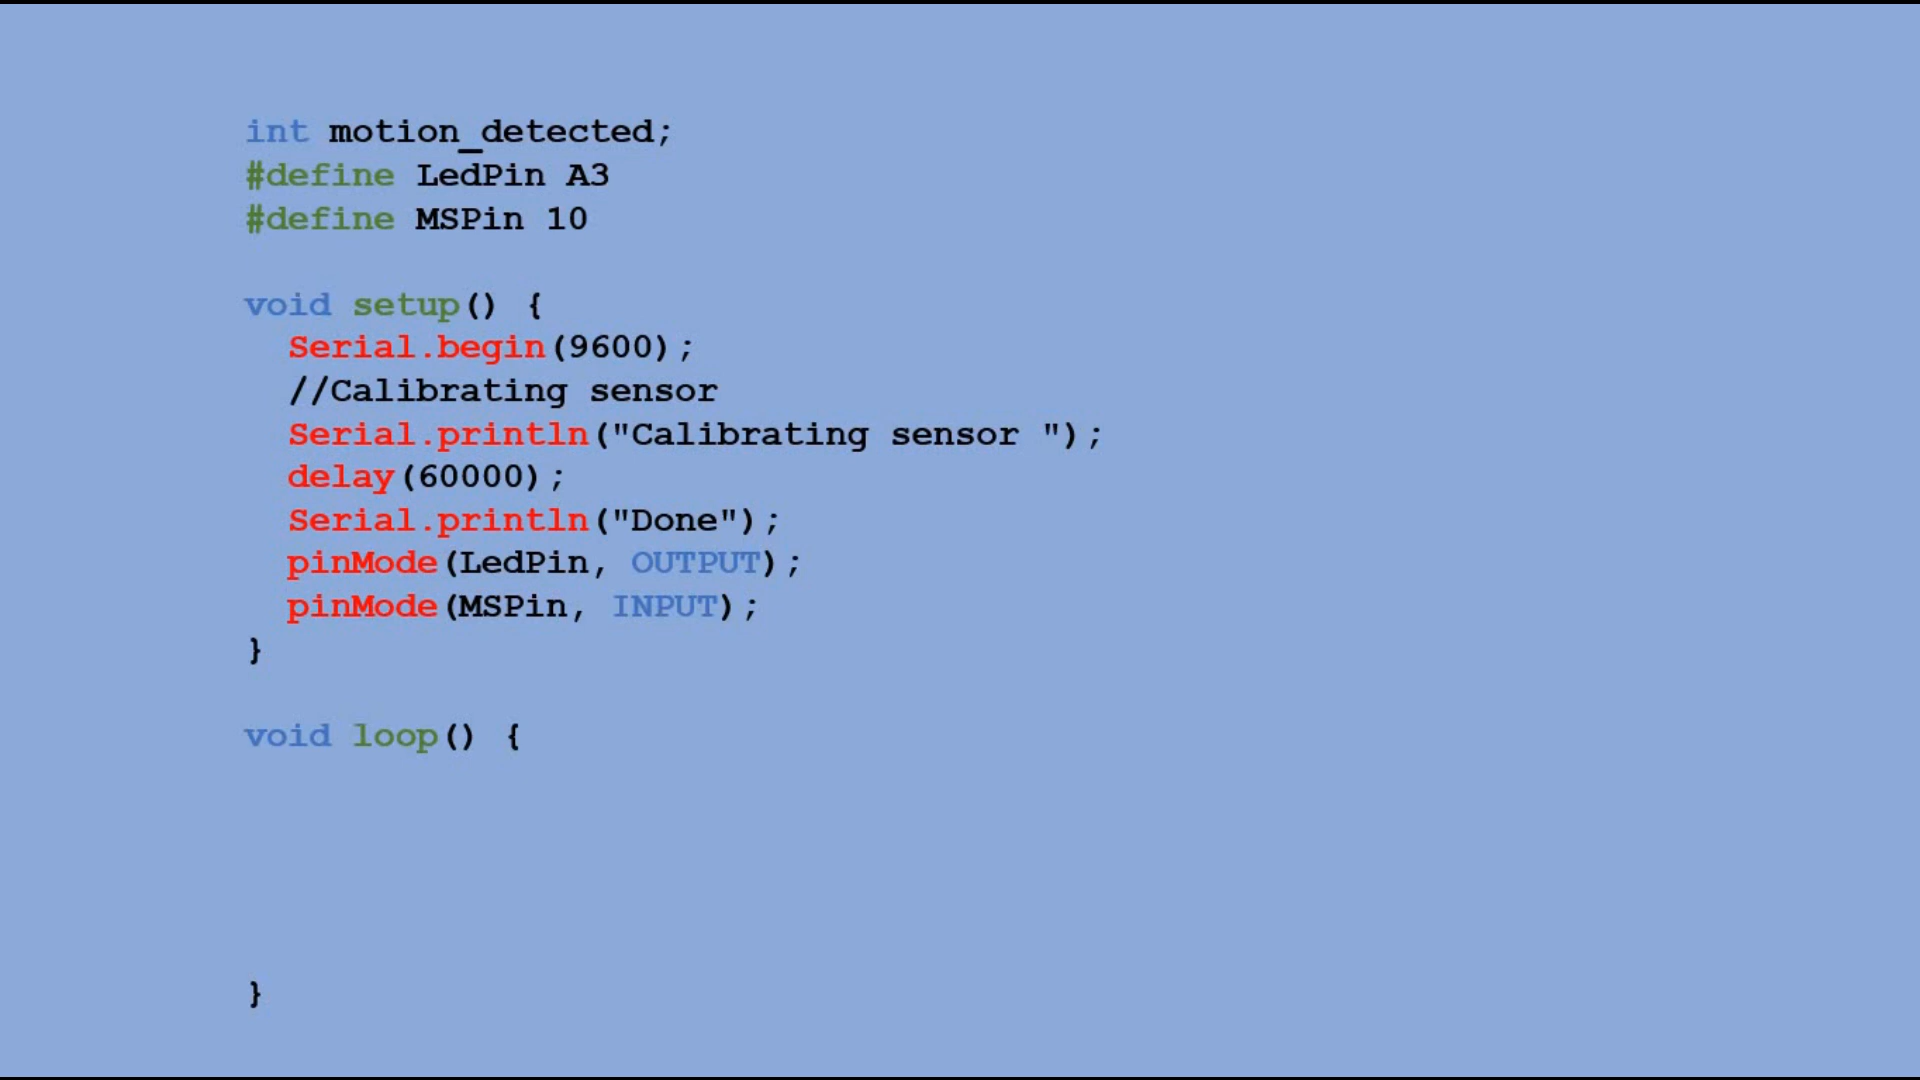 int motion_detected;
#define LedPin A3
#define MSPin 10
void setup() {
Serial.begin(9600);
//Calibrating sensor
Serial.println("Calibrating sensor ");
delay(60000);
Serial.println("Done");
pinMode(LedPin, OUTPUT);
pinMode(MSPin, INPUT);
}
void loop() {
}